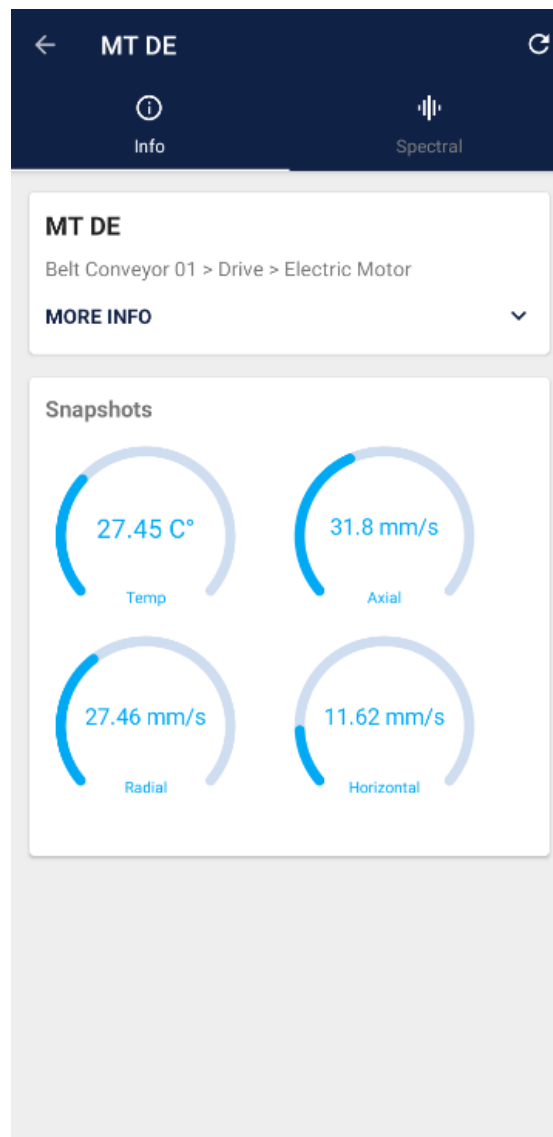 MT DE
Info
Spectral
MT DE
Belt Conveyor 01 > Drive > Electric Motor
MORE INFO
Snapshots
27.45 C°
Temp
31.8 mm/s
Axial
27.46 mm/s
Radial
11.62 mm/s
Horizontal